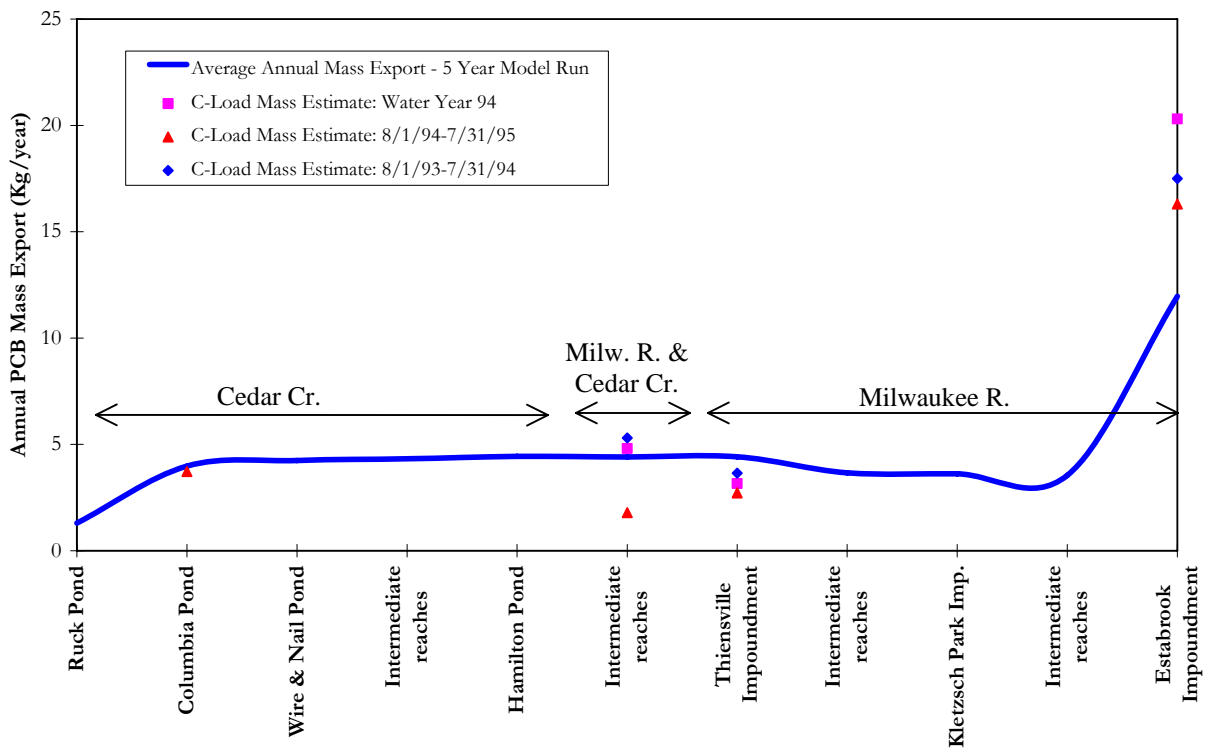 Annual PCB Mass Export (Kg/year)
25
20
15
10
5
0
Average Annual Mass Export - 5 Year Model Run
C-Load Mass Estimate: Water Year 94
C-Load Mass Estimate: 8/1/94-7/31/95
C-Load Mass Estimate: 8/1/93-7/31/94
Cedar Cr.
Milw. R. &
Cedar Cr.
Milwaukee R.
Ruck Pond
Columbia Pond
Wire & Nail Pond
Intermediate
reaches
Hamilton Pond
Intermediate
reaches
Thiensville
Impoundment
Intermediate
reaches
Kletzsch Park Imp.
Intermediate
reaches
Estabrook
Impoundment